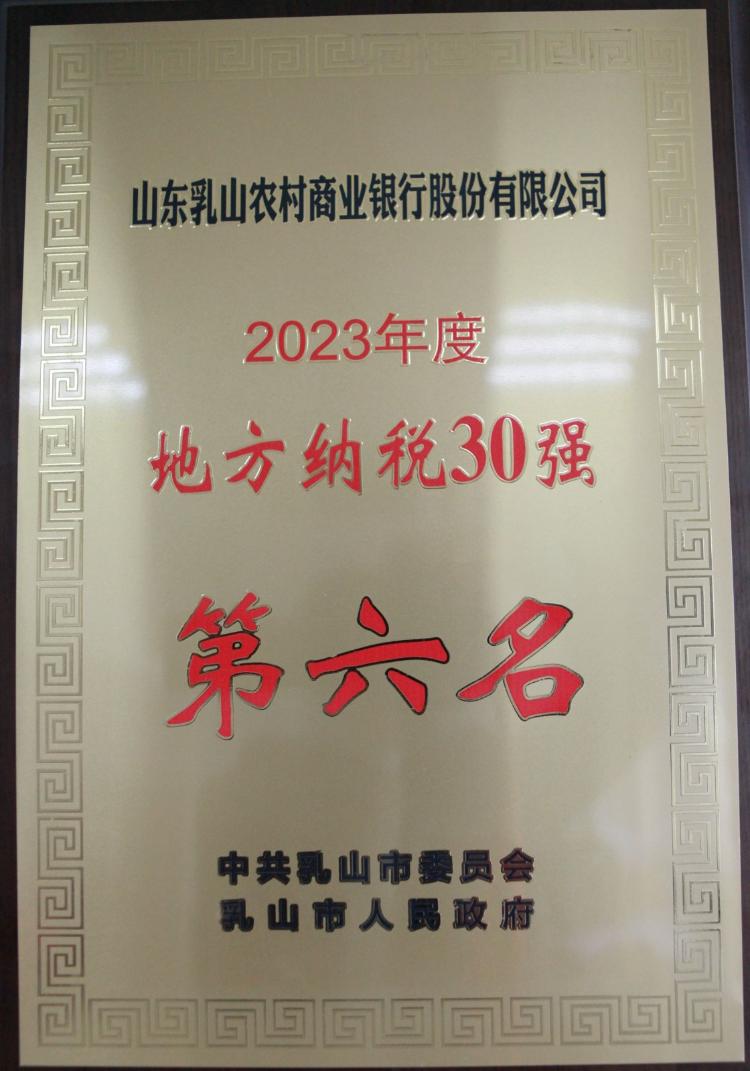 山东乳山农村商业银行股份有限公司
2023年度
地方纳税30强
第六名
中共乳山市委员会
乳山市人民政府